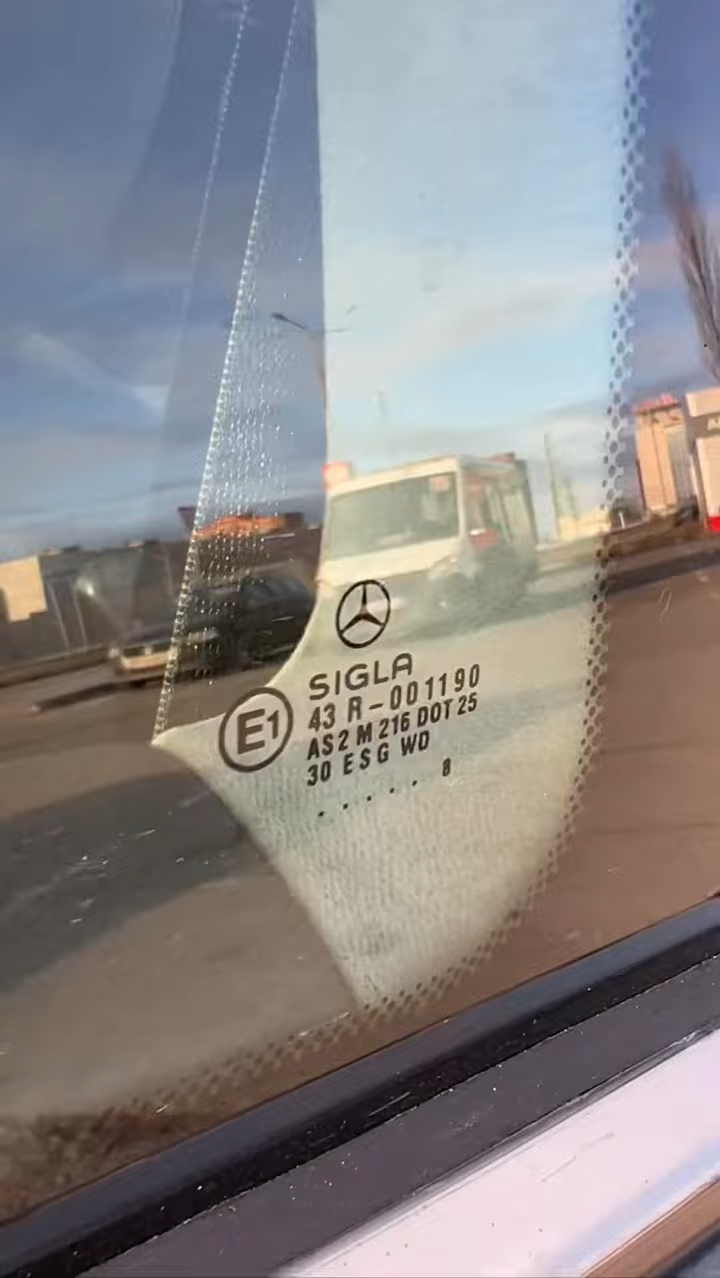 SIGLA
E1
43 R-001190
AS2 M 216 DOT 25
30 ESG WD
. . . . . 8